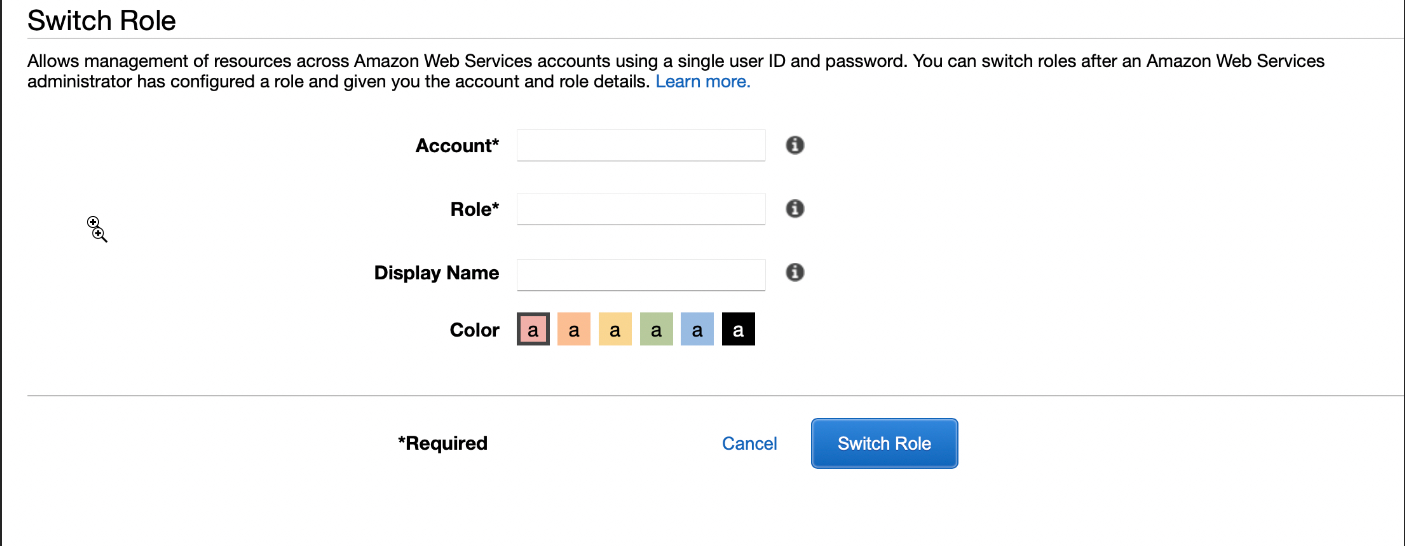 Switch Role
Allows management of resources across Amazon Web Services accounts using a single user ID and password. You can switch roles after an Amazon Web Services
administrator has configured a role and given you the account and role details. Learn more.
Account*
Role*
Display Name
Color a a a a a a
*Required Cancel Switch Role